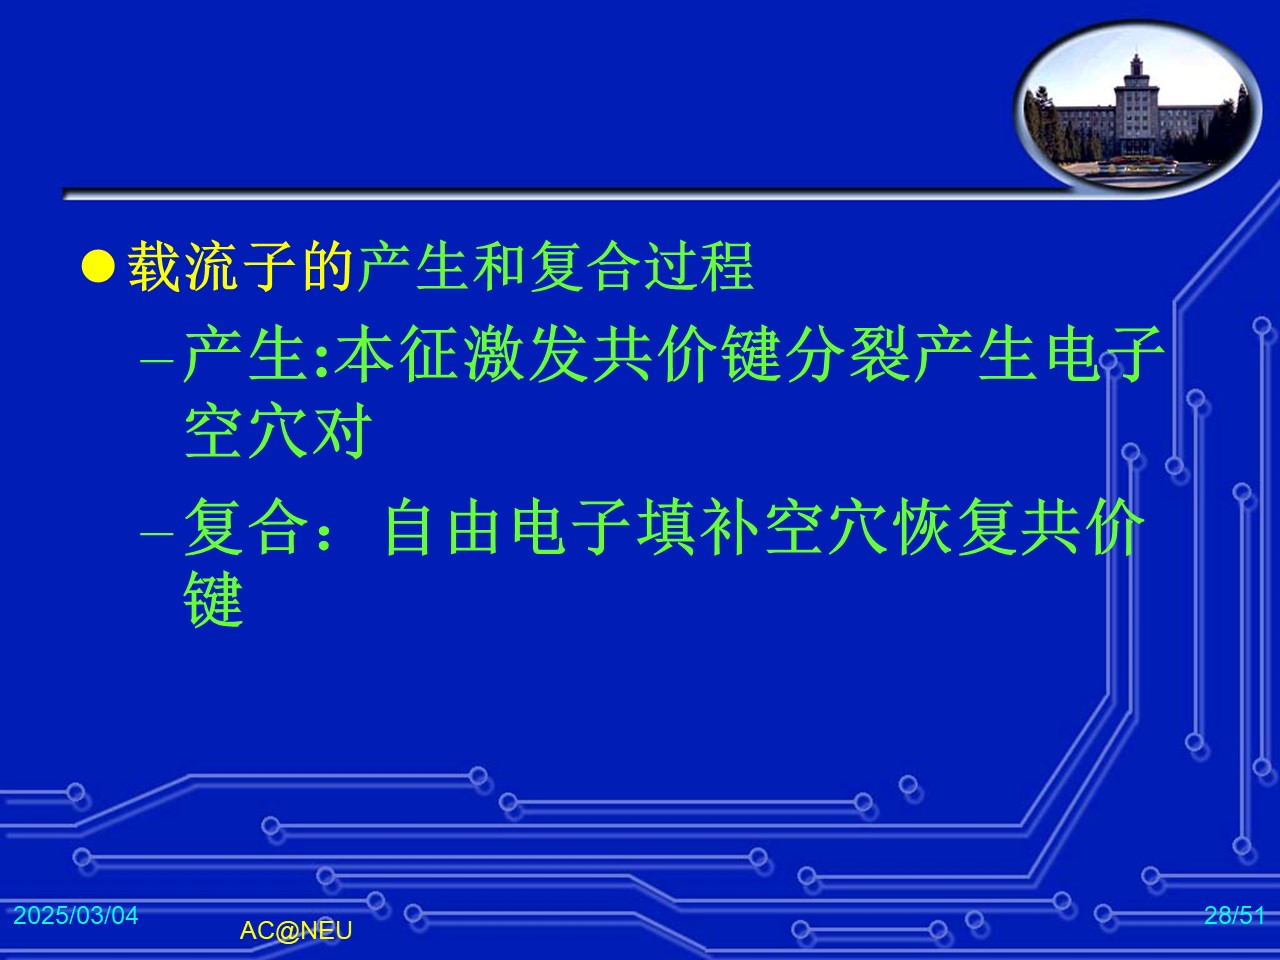 载流子的产生和复合过程
–产生:本征激发共价键分裂产生电子
空穴对
–复合： 自由电子填补空穴恢复共价
键
2025/03/04
AC@NEU
28/51